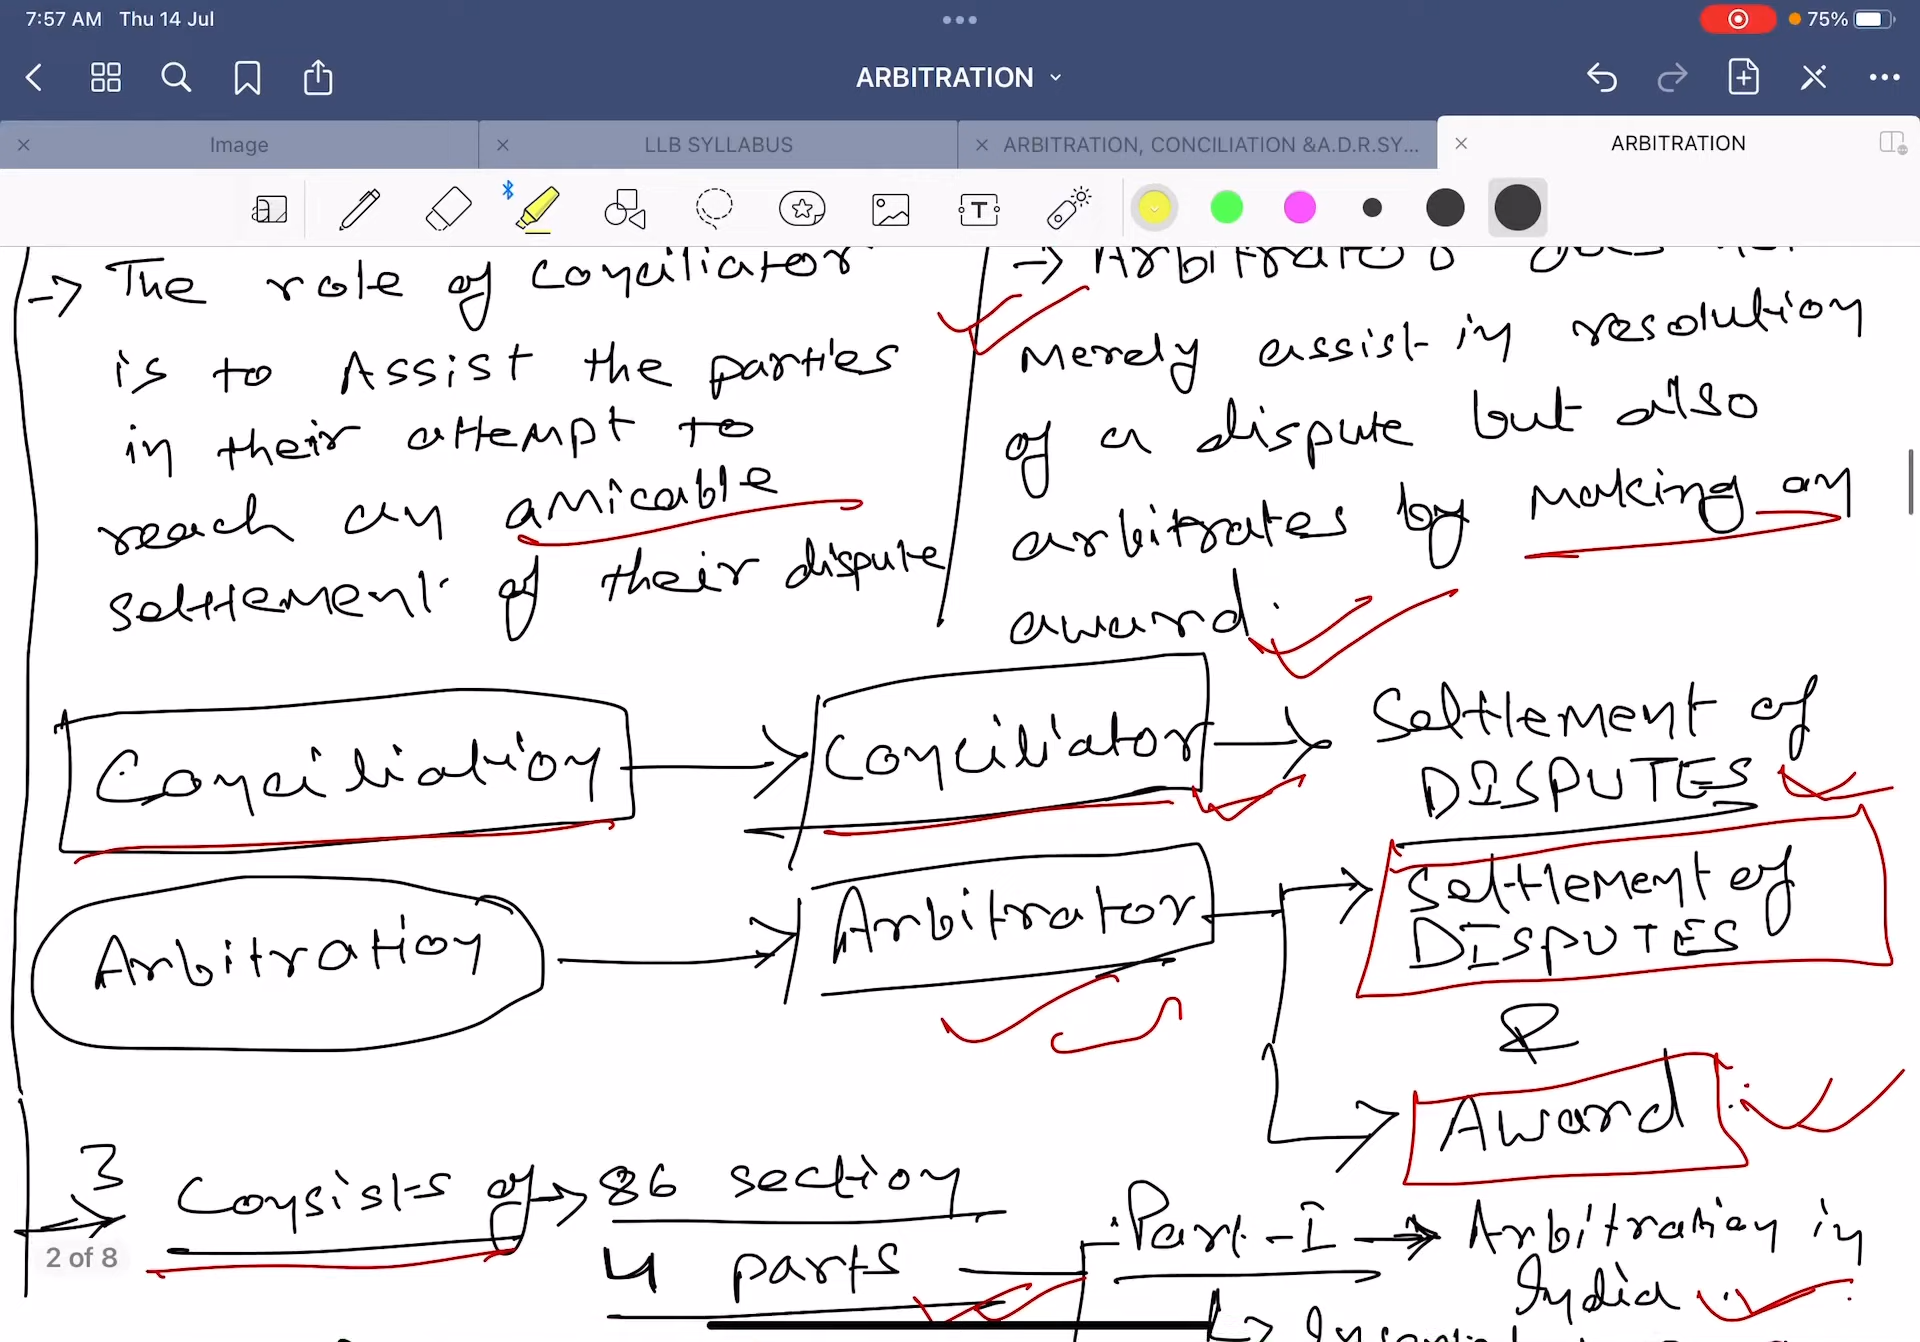 7:57 AM Thu 14 Jul
75%
ARBITRATION
Image
LLB SYLLABUS
ARBITRATION, CONCILIATION &A.D.R.SY...
ARBITRATION
T
-> The role of Conciliator
is to Assist the parties
in their attempt to
reach an amicable
settlement of their dispute
-> Arbitrator does not
Merely assist in resolution
of a dispute but also
arbitrates by making an
award.
Conciliation
Conciliator
Settlement of
DISPUTES
Arbitration
Arbitrator
Settlement of
DISPUTES
&
Award
3
Consists of -> 86 section
4 parts
Part-I -> Arbitration in
India
2 of 8